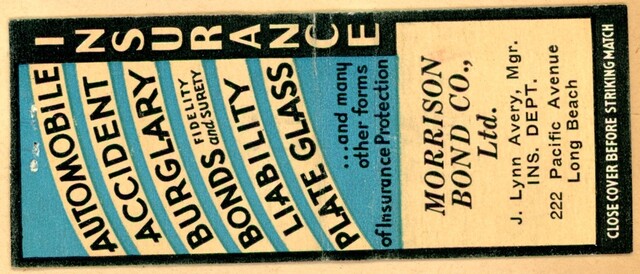 INSURANCE
AUTOMOBILE
ACCIDENT
BURGLARY
FIDELITY
and SURETY
BONDS
LIABILITY
PLATE GLASS
...and many
other forms
of Insurance Protection
MORRISON
BOND CO.,
Ltd.
J. Lynn Avery, Mgr.
INS. DEPT.
222 Pacific Avenue
Long Beach
CLOSE COVER BEFORE STRIKING MATCH